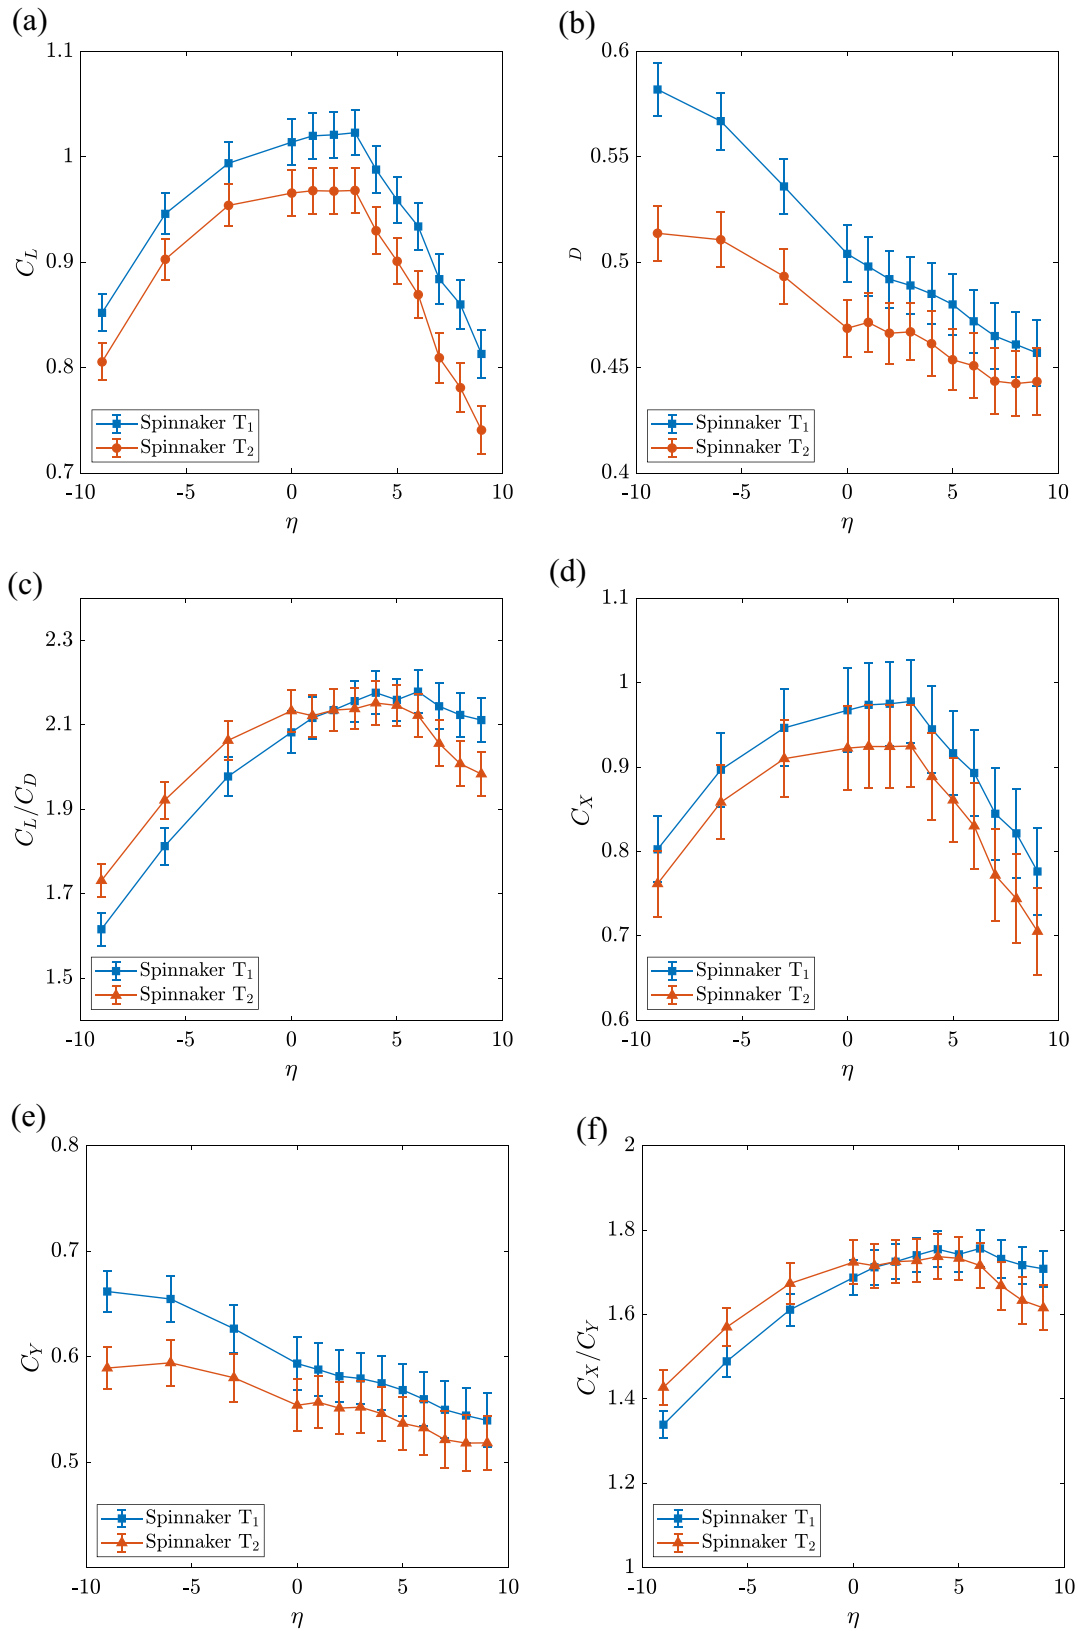 (a)
1.1
1
0.9
0.8
0.7
C_L
Spinnaker T₁
Spinnaker T₂
-10 -5 0 5 10
η
(b)
0.6
0.55
0.5
0.45
0.4
D
Spinnaker T₁
Spinnaker T₂
-10 -5 0 5 10
η
(c)
2.3
2.1
1.9
1.7
1.5
C_L/C_D
Spinnaker T₁
Spinnaker T₂
-10 -5 0 5 10
η
(d)
1.1
1
0.9
0.8
0.7
0.6
C_X
Spinnaker T₁
Spinnaker T₂
-10 -5 0 5 10
η
(e)
0.8
0.7
0.6
0.5
C_Y
Spinnaker T₁
Spinnaker T₂
-10 -5 0 5 10
η
(f)
2
1.8
1.6
1.4
1.2
1
C_X/C_Y
Spinnaker T₁
Spinnaker T₂
-10 -5 0 5 10
η